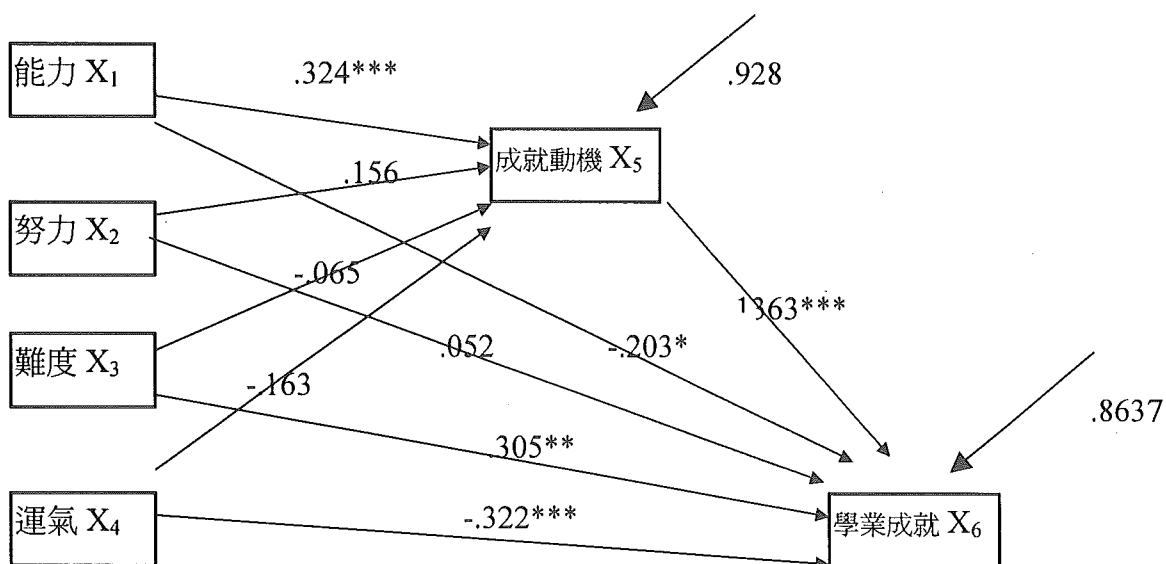 能力 X₁
.324***
.928
成就動機 X₅
.156
努力 X₂
-.065
363***
難度 X₃
.052
-.203*
-.163
.8637
.305**
運氣 X₄
-.322***
學業成就 X₆